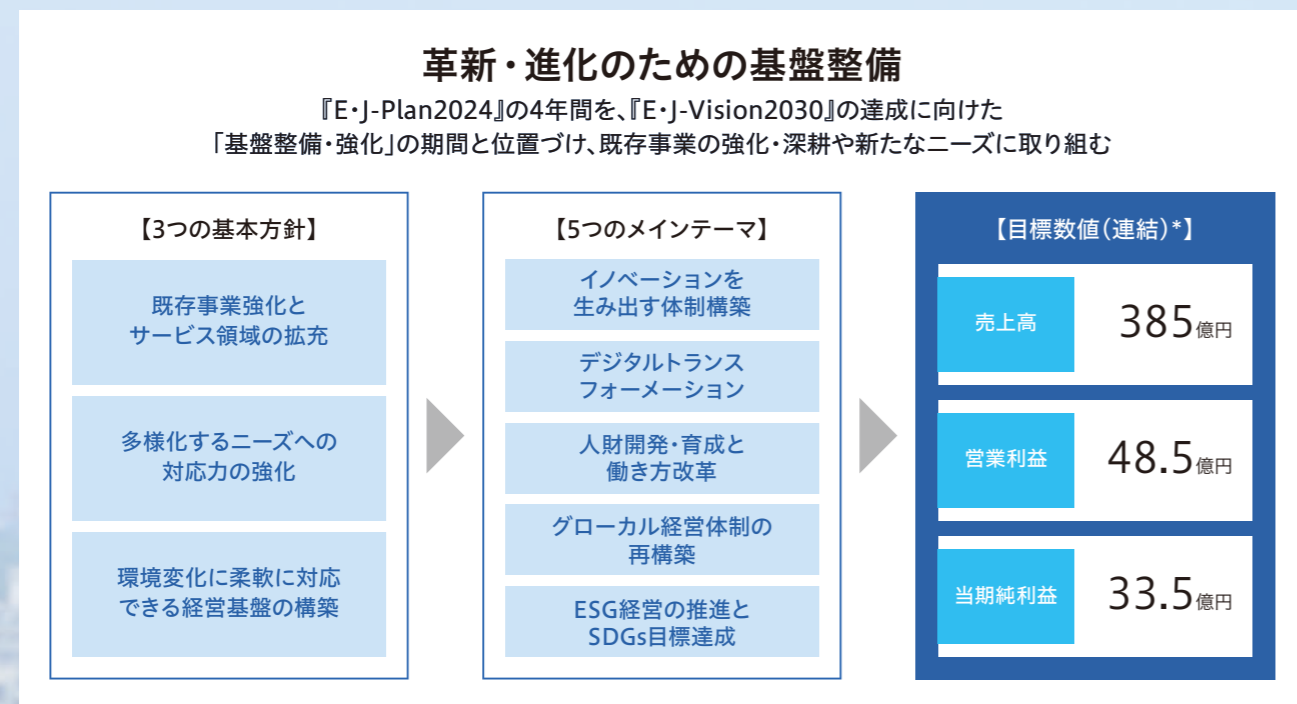 革新・進化のための基盤整備
『E・J-Plan2024』の4年間を、『E・J-Vision2030』の達成に向けた
「基盤整備・強化」の期間と位置づけ、既存事業の強化・深耕や新たなニーズに取り組む
【3つの基本方針】
既存事業強化と
サービス領域の拡充
多様化するニーズへの
対応力の強化
環境変化に柔軟に対応
できる経営基盤の構築
【5つのメインテーマ】
イノベーションを
生み出す体制構築
デジタルトランス
フォーメーション
人財開発・育成と
働き方改革
グローカル経営体制の
再構築
ESG経営の推進と
SDGs目標達成
【目標数値（連結）*】
売上高 385億円
営業利益 48.5億円
当期純利益 33.5億円